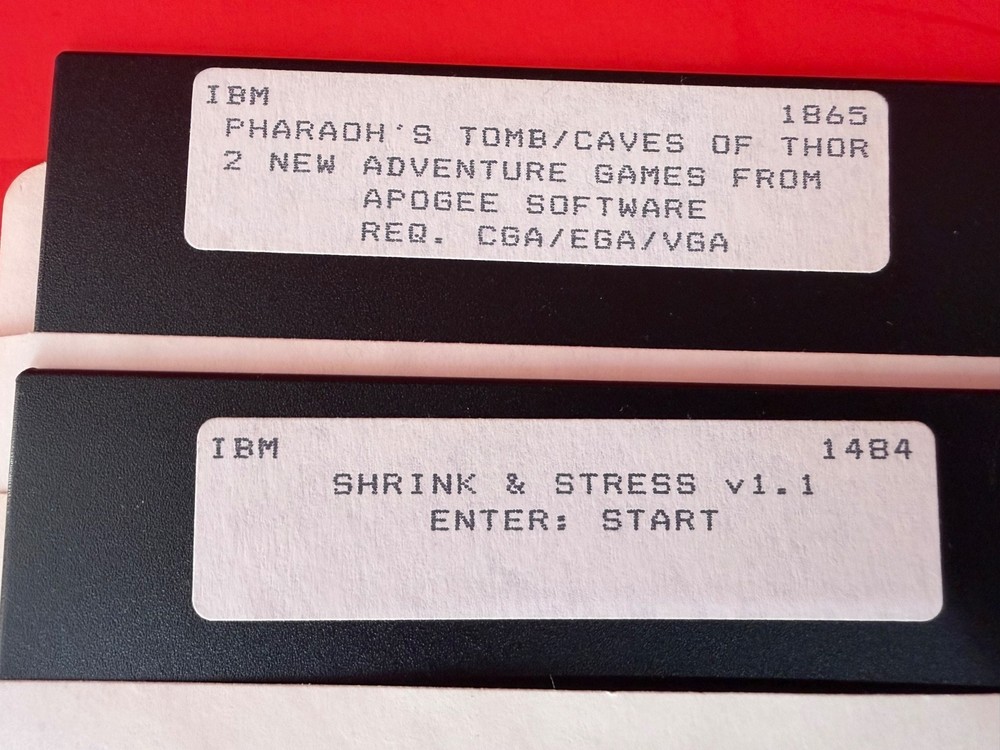 IBM 1865
PHARAOH'S TOMB/CAVES OF THOR
2 NEW ADVENTURE GAMES FROM
APOGEE SOFTWARE
REQ. CGA/EGA/VGA
IBM 1484
SHRINK & STRESS v1.1
ENTER: START